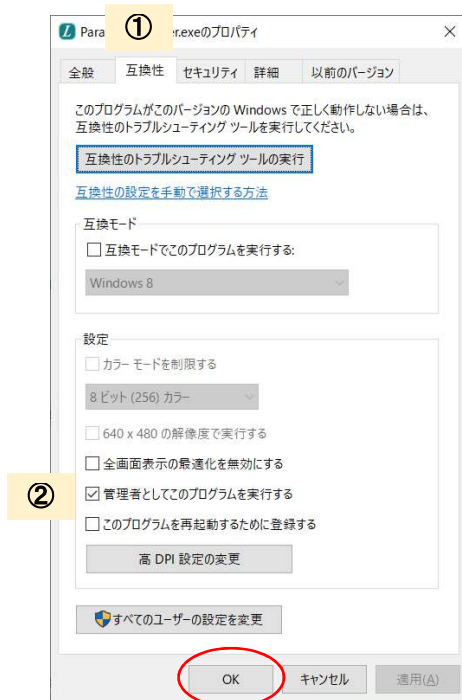 ①
Para r.exeのプロパティ
全般 互換性 セキュリティ 詳細 以前のバージョン
このプログラムがこのバージョンの Windows で正しく動作しない場合は、
互換性のトラブルシューティング ツールを実行してください。
互換性のトラブルシューティング ツールの実行
互換性の設定を手動で選択する方法
互換モード
互換モードでこのプログラムを実行する:
Windows 8
設定
カラー モードを制限する
8 ビット (256) カラー
640 x 480 の解像度で実行する
全画面表示の最適化を無効にする
② 管理者としてこのプログラムを実行する
このプログラムを再起動するために登録する
高 DPI 設定の変更
すべてのユーザーの設定を変更
OK キャンセル 適用(A)